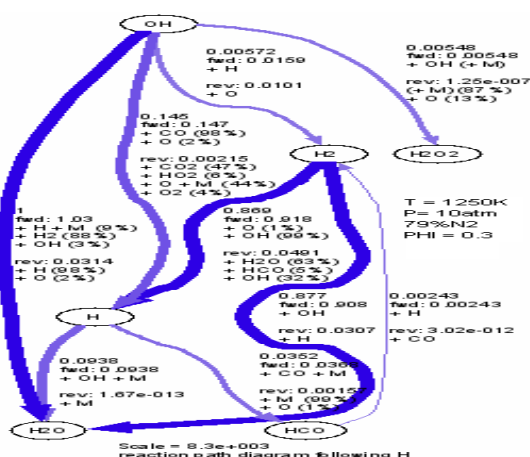 OH
0.00572
fwd: 0.0159
+ H
rev: 0.0101
+ O
0.00548
fwd: 0.00548
+ OH (+ M)
rev: 1.25e-007
(+ M) (87%)
+ O (13%)
0.145
fwd: 0.147
+ CO (98%)
+ O (2%)
rev: 0.00215
+ CO2 (47%)
+ HO2 (6%)
+ O + M (44%)
+ O2 (4%)
H2
H2O2
T = 1250K
P= 10atm
79%N2
PHI = 0.3
1
fwd: 1.03
+ H + M (9%)
+ H2 (88%)
+ OH (3%)
rev: 0.0314
+ H (98%)
+ O (2%)
0.869
fwd: 0.918
+ O (1%)
+ OH (99%)
rev: 0.0491
+ H2O (63%)
+ HCO (5%)
+ OH (32%)
0.877
fwd: 0.908
+ OH
rev: 0.0307
+ H
0.00243
fwd: 0.00243
+ H
rev: 3.02e-012
+ CO
H
0.0938
fwd: 0.0938
+ OH + M
rev: 1.67e-013
+ M
0.0352
fwd:
+ CO + M
rev: 0.00157
+ M (99%)
+ O (1%)
H2O
HCO
Scale = 8.3e+003
reaction path diagram following H